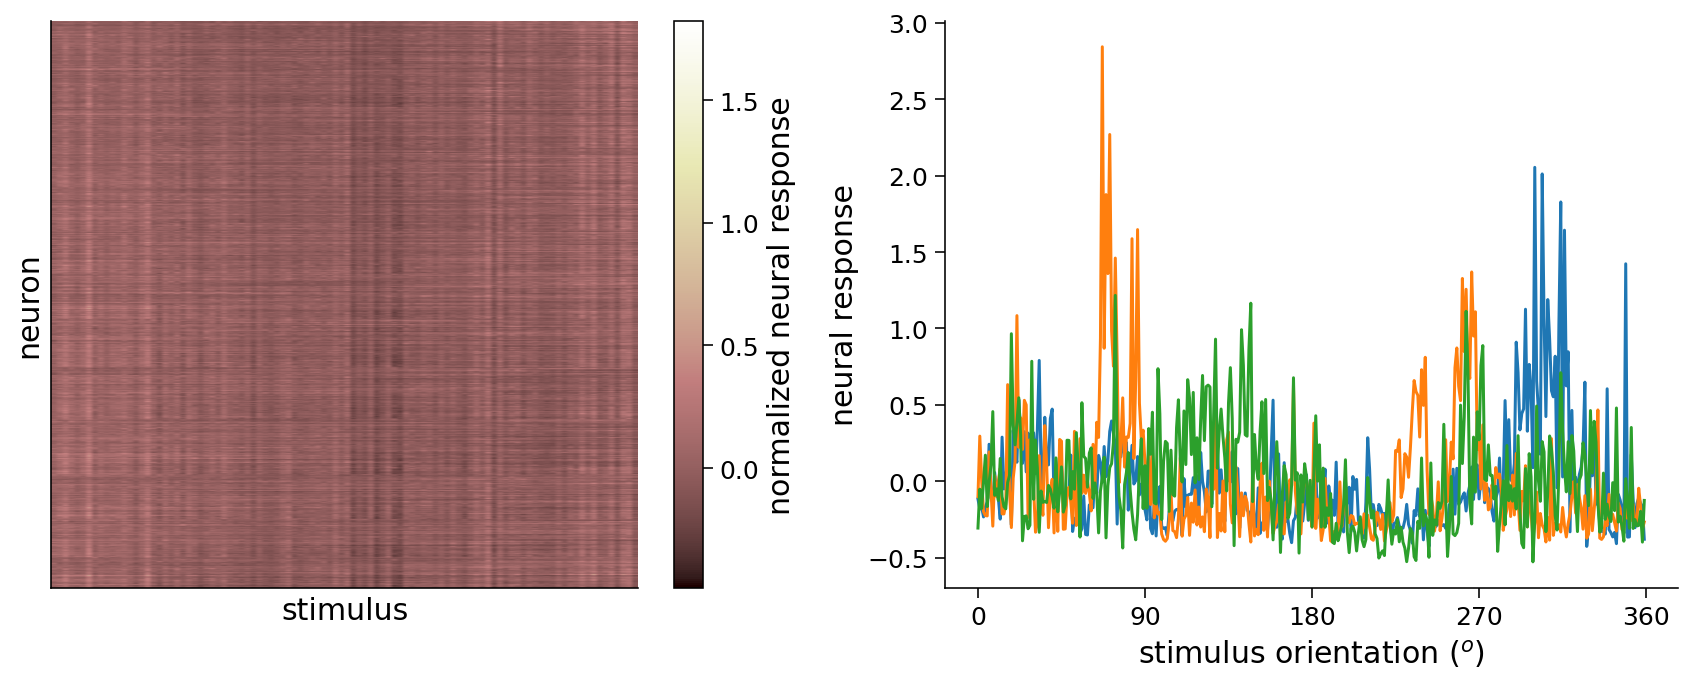 neuron
stimulus
1.5
1.0
0.5
0.0
normalized neural response
neural response
3.0
2.5
2.0
1.5
1.0
0.5
0.0
−0.5
0 90 180 270 360
stimulus orientation (o)